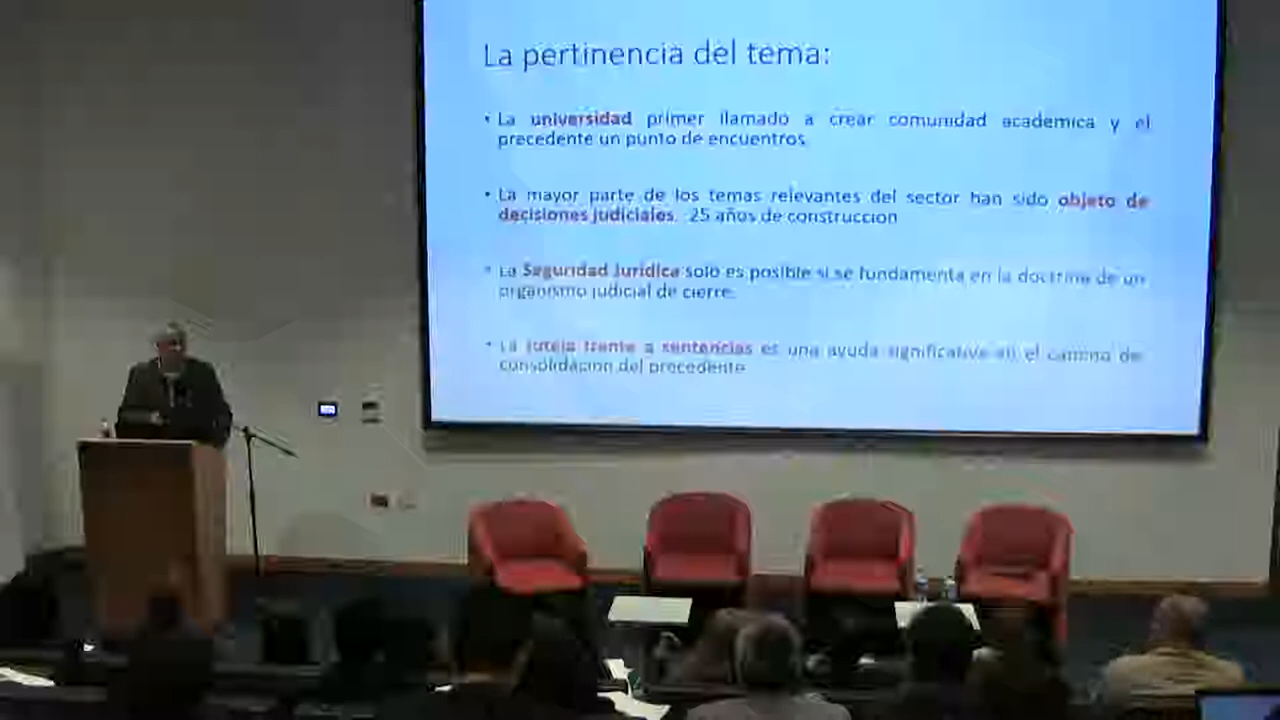 La pertinencia del tema:
• La universidad primer llamado a crear comunidad academica y el
precedente un punto de encuentros
• La mayor parte de los temas relevantes del sector han sido objeto de
decisiones judiciales. 25 años de construccion
• La Seguridad Juridica solo es posible si se fundamenta en la doctrina de un
organismo judicial de cierre.
• La tutela frente a sentencias es una ayuda significativa en el camino de
consolidacion del precedente